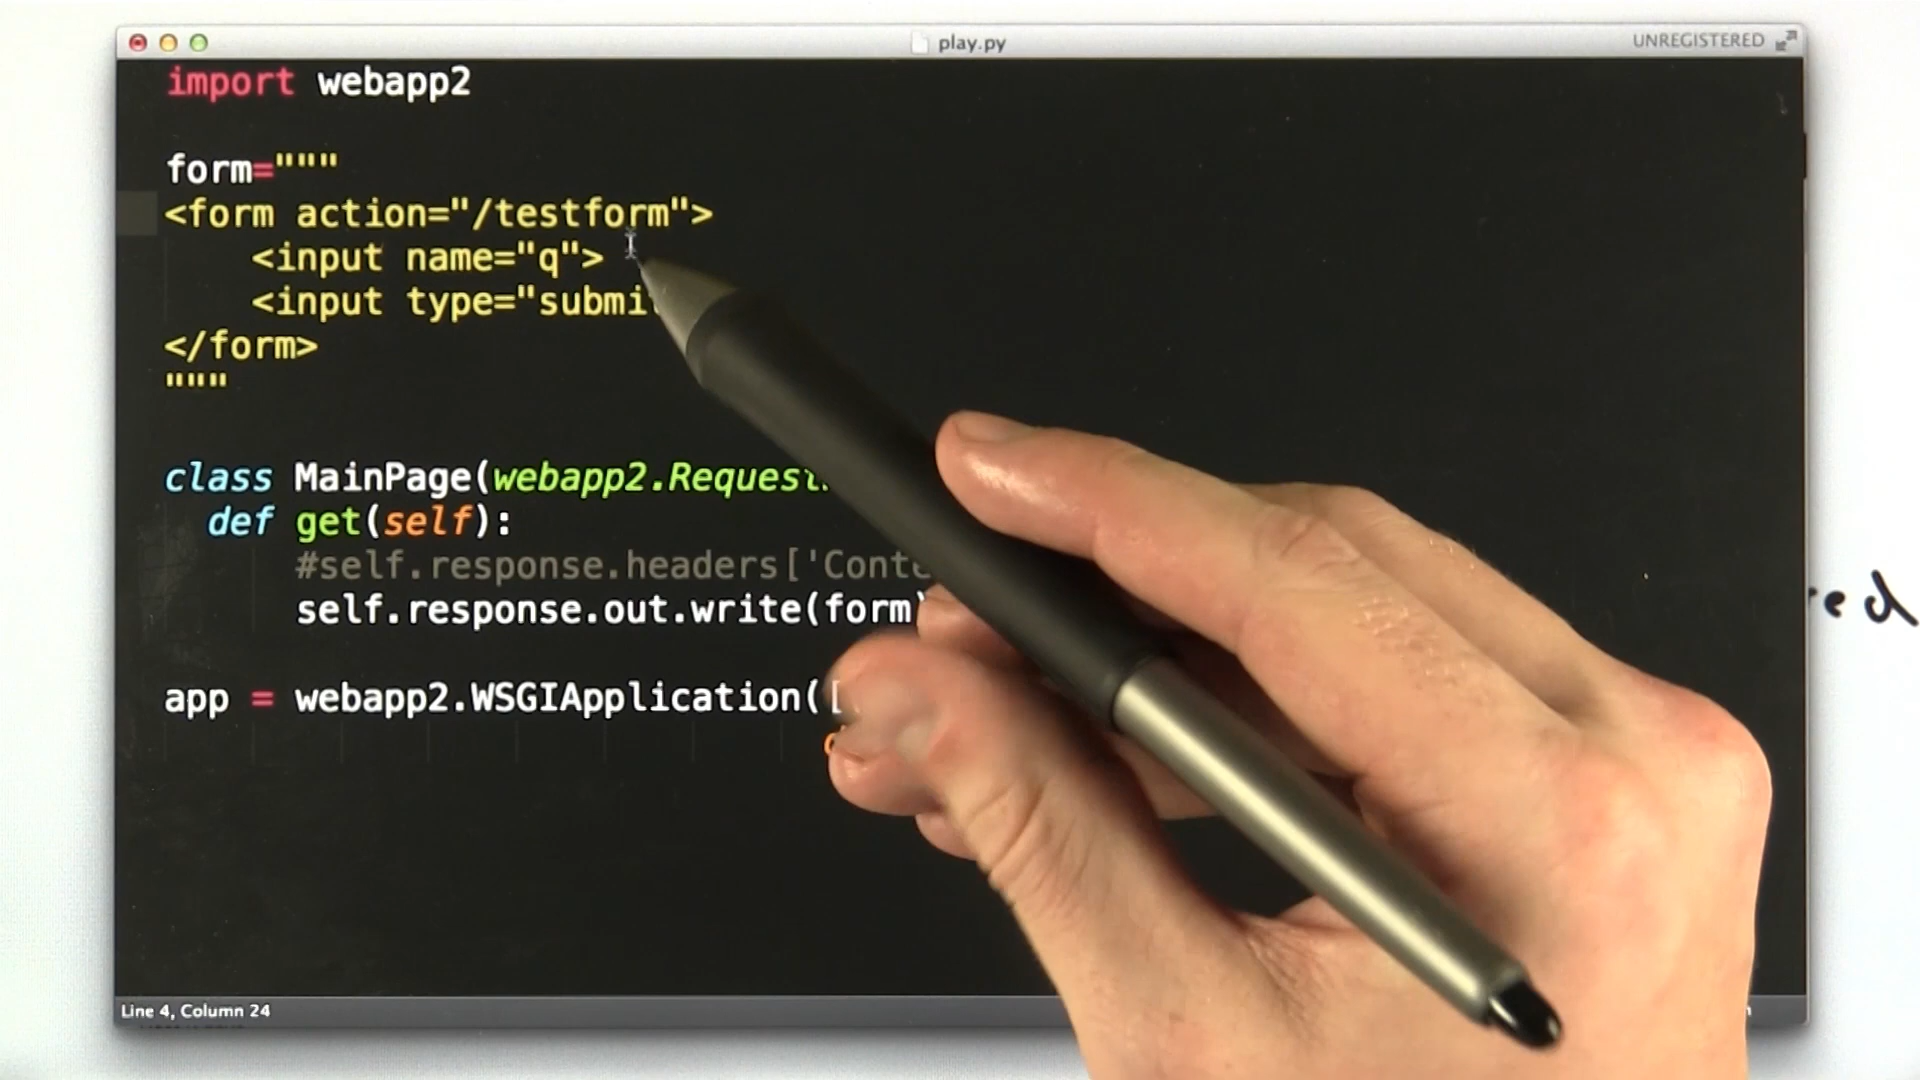 play.py
UNREGISTERED
import webapp2
form="""
<form action="/testform">
<input name="q">
<input type="submi
</form>
"""
class MainPage(webapp2.Request
def get(self):
#self.response.headers['Conte
self.response.out.write(form)
app = webapp2.WSGIApplication([
Line 4, Column 24